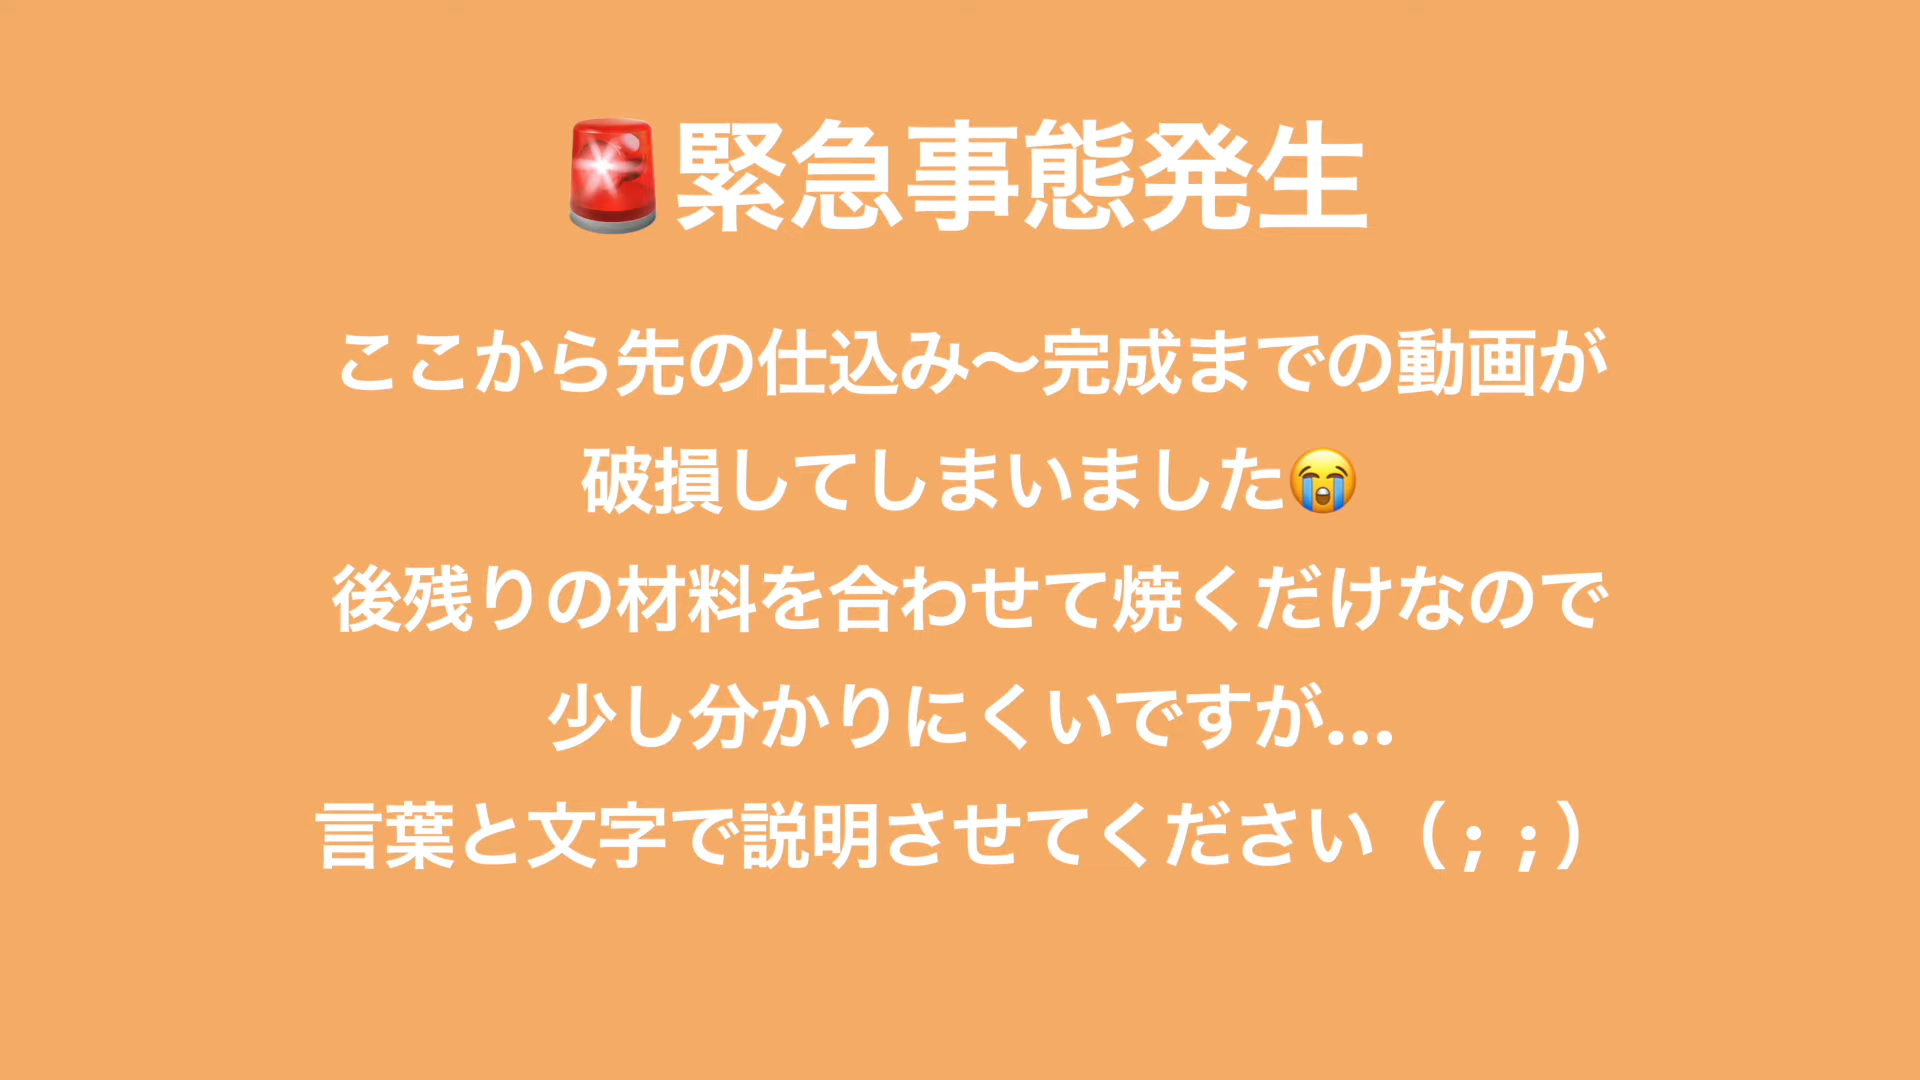 🚨緊急事態発生
ここから先の仕込み〜完成までの動画が
破損してしまいました😭
後残りの材料を合わせて焼くだけなので
少し分かりにくいですが...
言葉と文字で説明させてください（; ;）